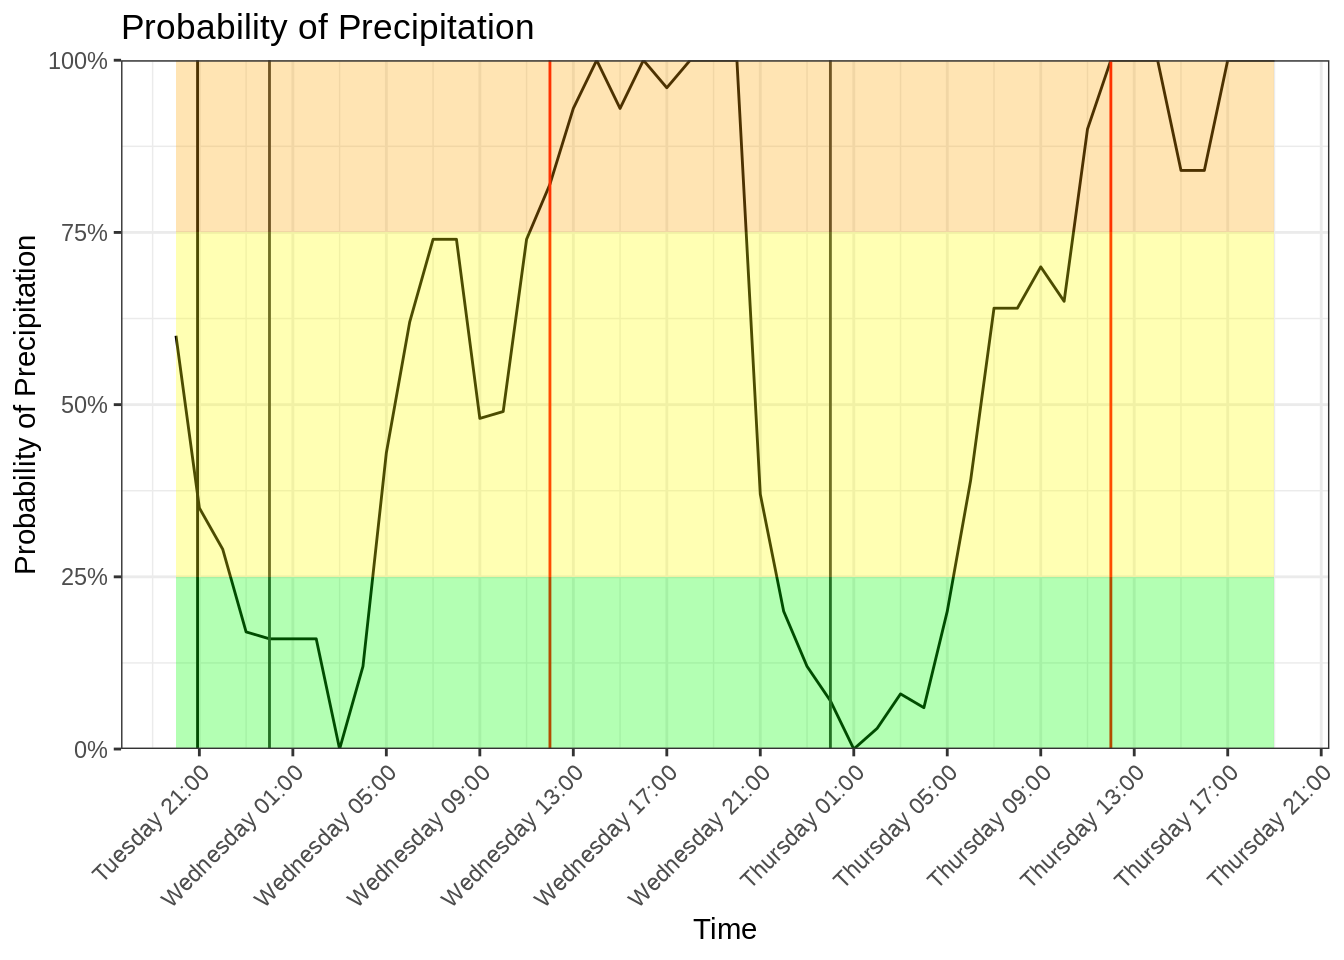 Probability of Precipitation
100%
75%
50%
25%
0%
Probability of Precipitation
Tuesday 21:00
Wednesday 01:00
Wednesday 05:00
Wednesday 09:00
Wednesday 13:00
Wednesday 17:00
Wednesday 21:00
Thursday 01:00
Thursday 05:00
Thursday 09:00
Thursday 13:00
Thursday 17:00
Thursday 21:00
Time